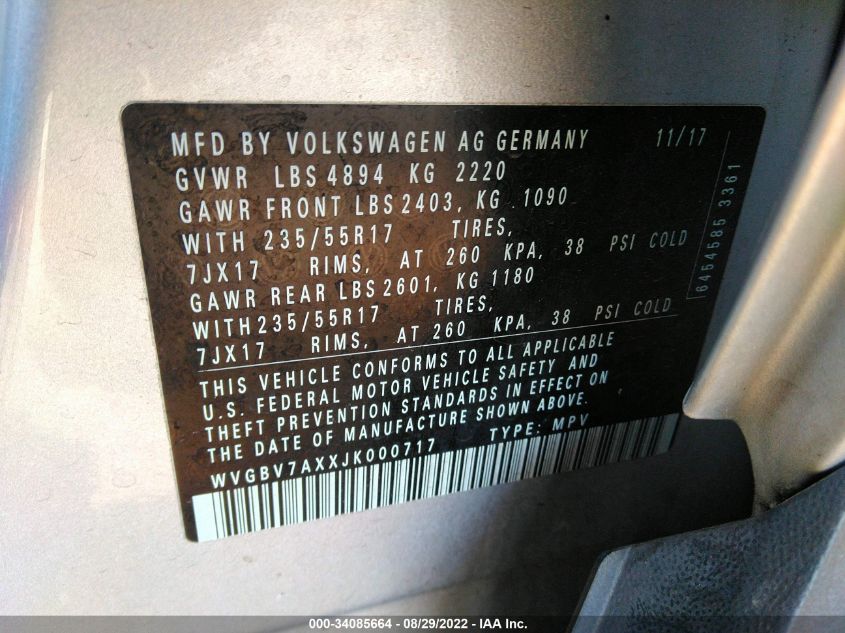 MFD BY VOLKSWAGEN AG GERMANY 11/17
GVWR LBS 4894 KG 2220
GAWR FRONT LBS 2403, KG 1090
WITH 235/55R17 TIRES,
7JX17 RIMS, AT 260 KPA, 38 PSI COLD
GAWR REAR LBS 2601, KG 1180
WITH 235/55R17 TIRES,
7JX17 RIMS, AT 260 KPA, 38 PSI COLD
THIS VEHICLE CONFORMS TO ALL APPLICABLE
U.S. FEDERAL MOTOR VEHICLE SAFETY AND
THEFT PREVENTION STANDARDS IN EFFECT ON
THE DATE OF MANUFACTURE SHOWN ABOVE.
WVGBV7AXXJK000717 TYPE: MPV
6454585 3361
000-34085664 - 08/29/2022 - IAA Inc.